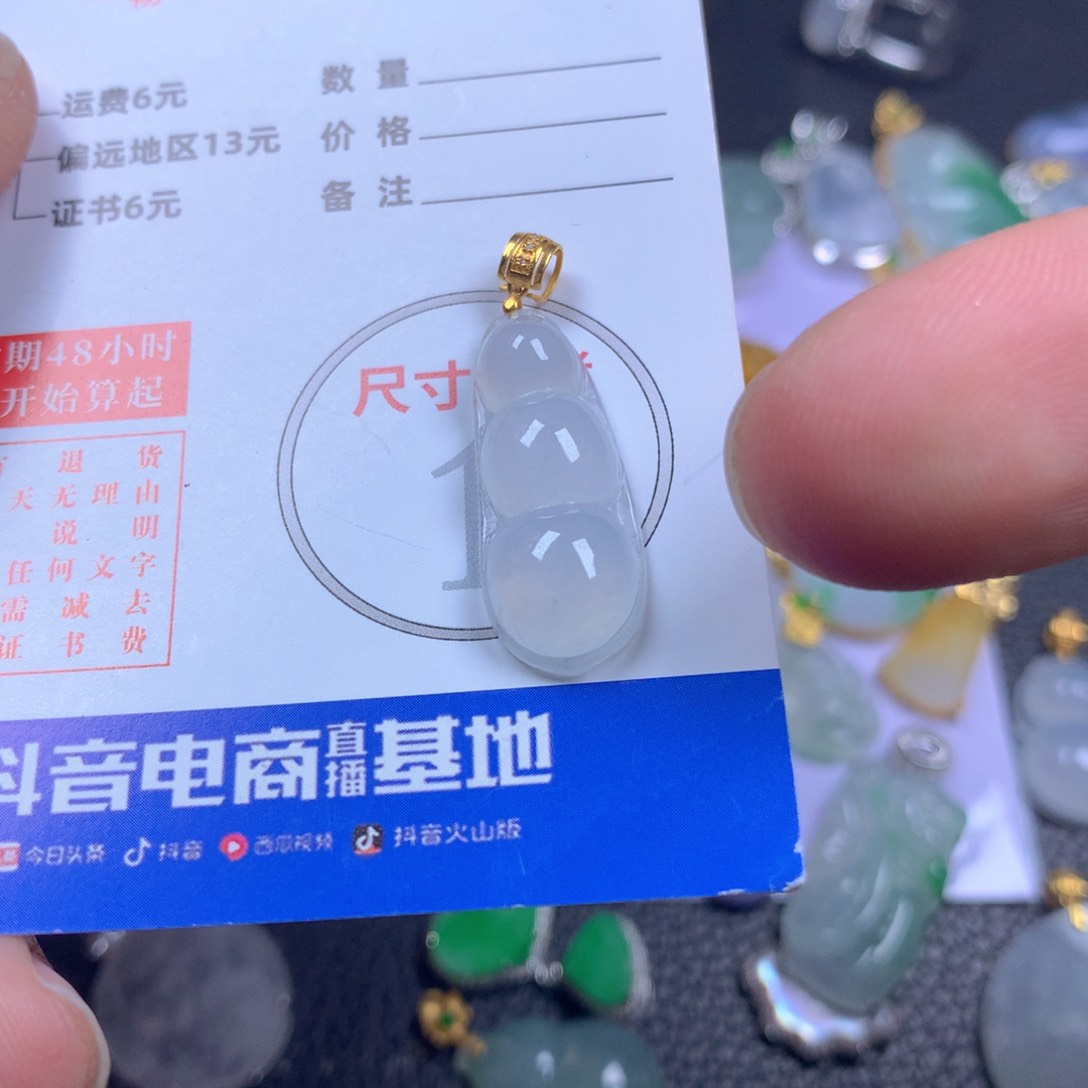 运费6元
偏远地区13元
证书6元
数量
价格
备注
期48小时
开始算起
退货
天无理由
说明
任何文字
需减去
证书费
尺寸
1
抖音电商直播基地
今日头条 抖音 西瓜视频 抖音火山版